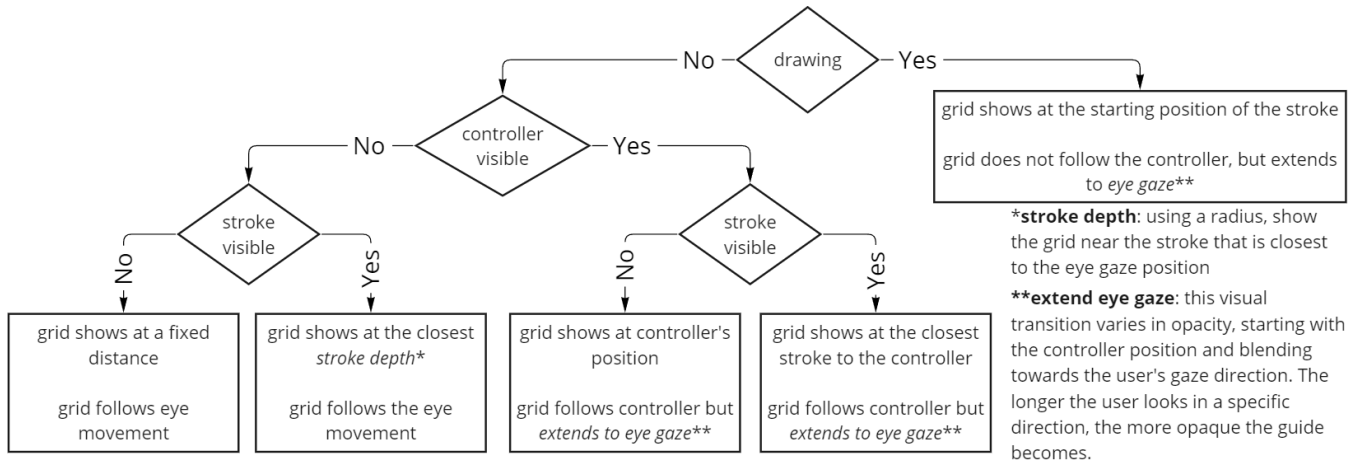 drawing
No
Yes
grid shows at the starting position of the stroke
grid does not follow the controller, but extends
to eye gaze**
controller
visible
No
Yes
stroke
visible
No
Yes
stroke
visible
No
Yes
grid shows at a fixed
distance
grid follows eye
movement
grid shows at the closest
stroke depth*
grid follows the eye
movement
grid shows at controller's
position
grid follows controller but
extends to eye gaze**
grid shows at the closest
stroke to the controller
grid follows controller but
extends to eye gaze**
*stroke depth: using a radius, show
the grid near the stroke that is closest
to the eye gaze position
**extend eye gaze: this visual
transition varies in opacity, starting with
the controller position and blending
towards the user's gaze direction. The
longer the user looks in a specific
direction, the more opaque the guide
becomes.